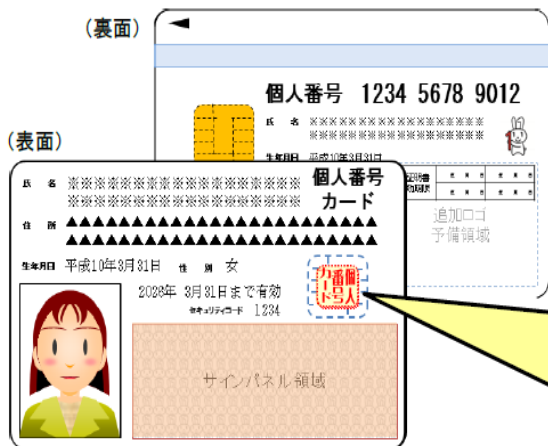 (裏面)
個人番号 1234 5678 9012
氏 名 ※※※※※※※※※※※※※※※※※※
※※※※※※※※※※※※※※※※※※
生年月日 平成10年3月31日
追加ロゴ
予備領域
(表面)
氏 名 ※※※※※※※※※※※※※※※※※※※※
※※※※※※※※※※※※※※※※※※※※
個人番号
カード
住 所 ▲▲▲▲▲▲▲▲▲▲▲▲▲▲▲▲▲▲▲▲▲▲▲▲
▲▲▲▲▲▲▲▲▲▲▲▲▲▲▲▲▲▲▲▲▲▲▲▲
生年月日 平成10年3月31日 性 別 女
2028年 3月31日まで有効
セキュリティコード 1234
個人
番号
カード
サインパネル領域